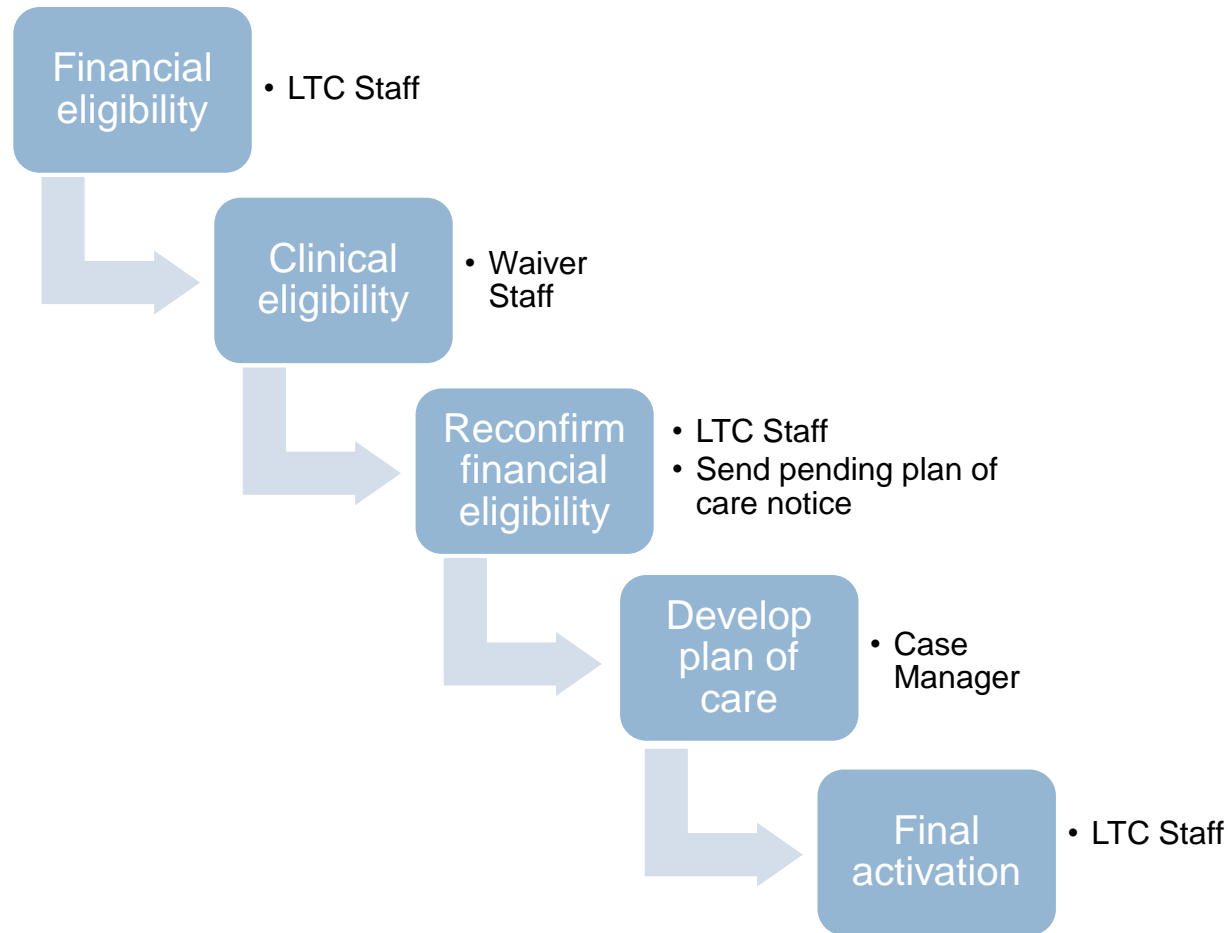 Financial
eligibility
• LTC Staff
Clinical
eligibility
• Waiver
Staff
Reconfirm
financial
eligibility
• LTC Staff
• Send pending plan of
care notice
Develop
plan of
care
• Case
Manager
Final
activation
• LTC Staff